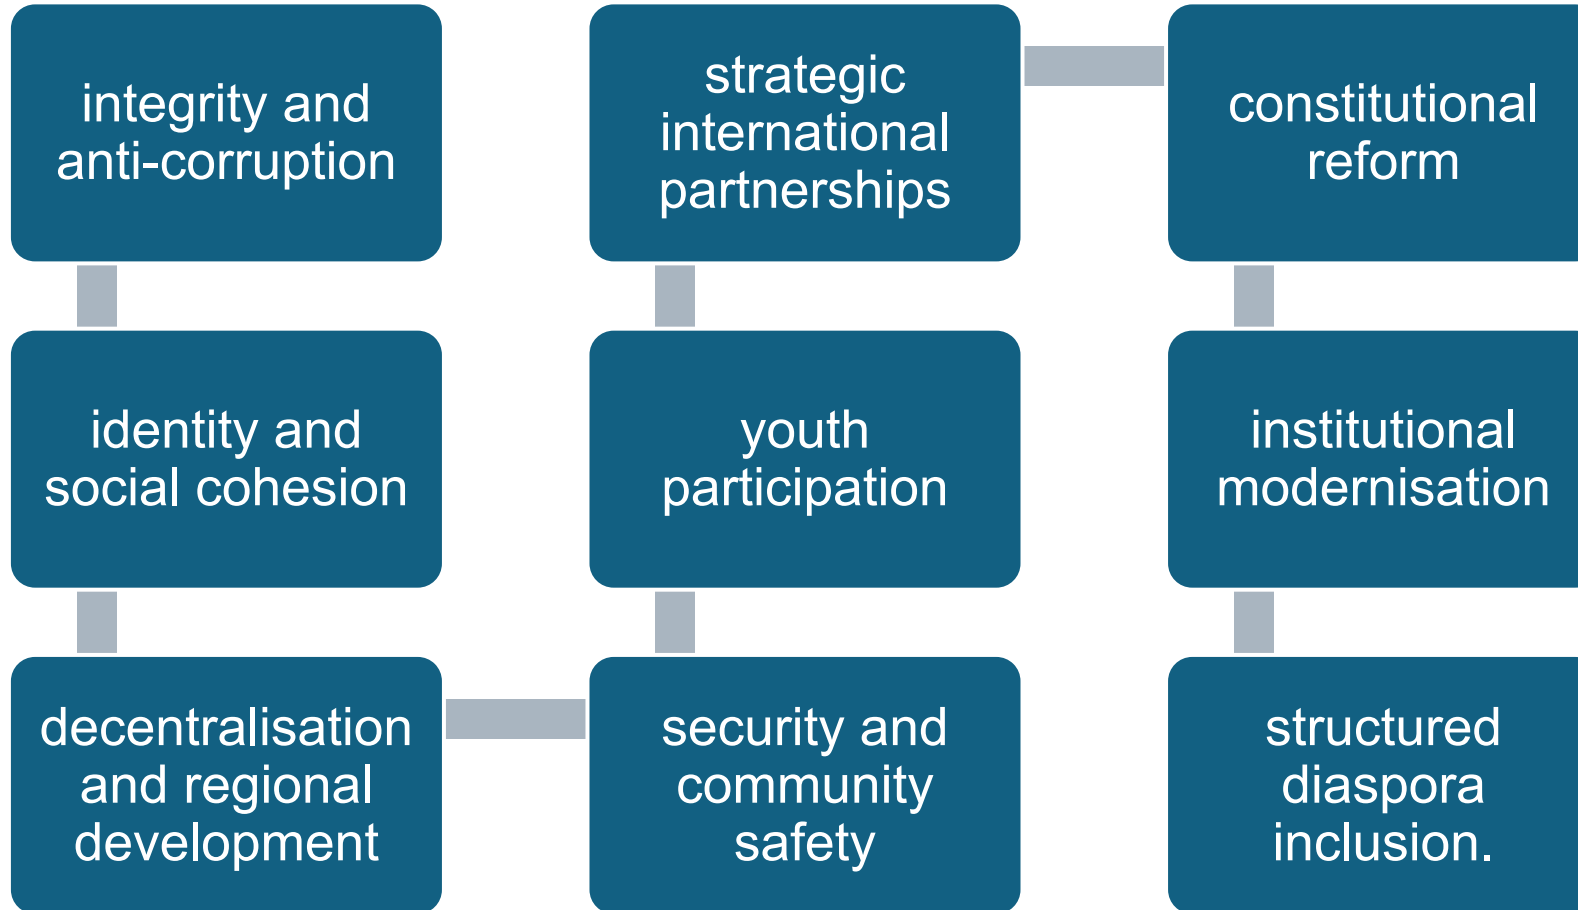 integrity and
anti-corruption
identity and
social cohesion
decentralisation
and regional
development
security and
community
safety
youth
participation
strategic
international
partnerships
constitutional
reform
institutional
modernisation
structured
diaspora
inclusion.